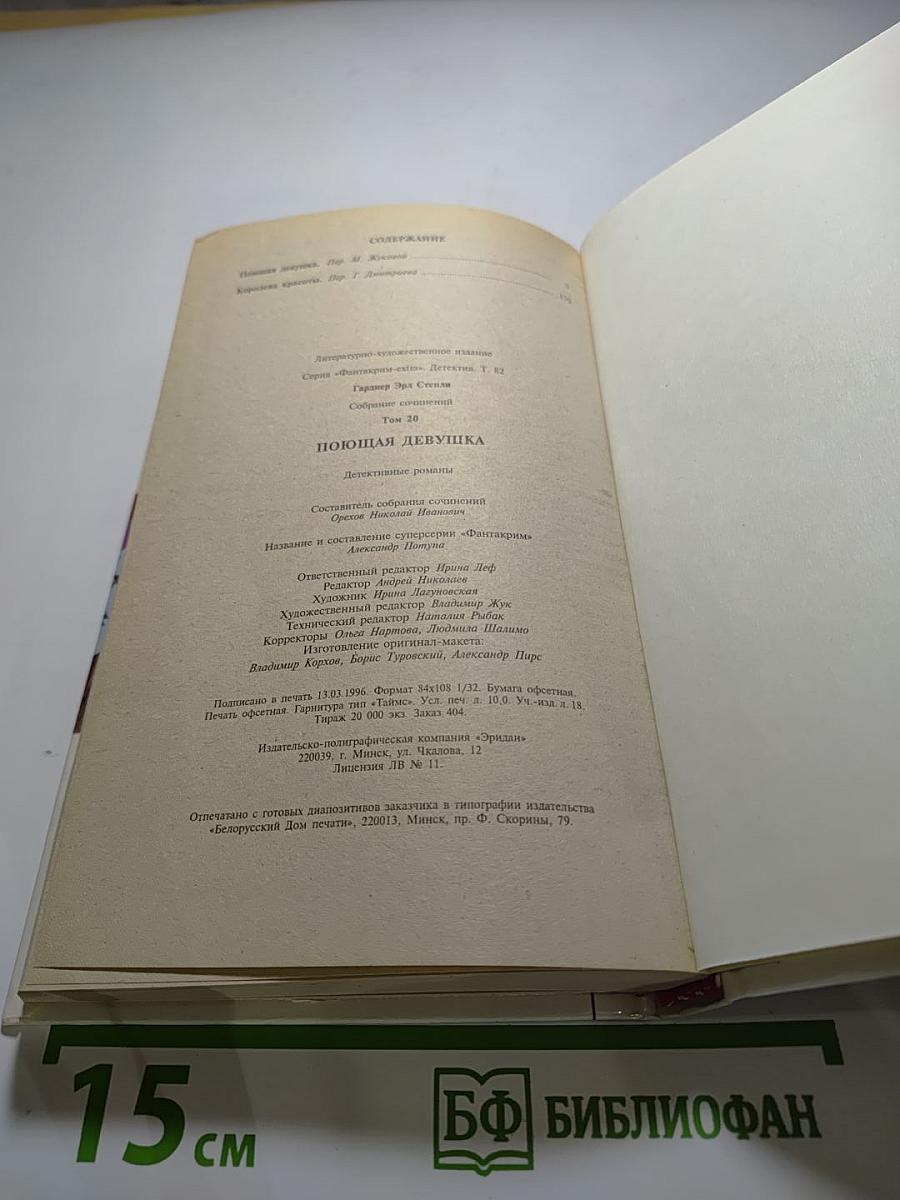 СОДЕРЖАНИЕ
Поющая девушка. Пер. М. Жуковой
Королева красоты. Пер. Т. Дмитриева
Литературно-художественное издание
Серия «Фантакрим-extra». Детектив. Т. 82
Гарднер Эрл Стенли
Собрание сочинений
Том 20
ПОЮЩАЯ ДЕВУШКА
Детективные романы
Составитель собрания сочинений
Орехов Николай Иванович
Название и составление суперсерии «Фантакрим»
Александр Потупа
Ответственный редактор Ирина Леф
Редактор Андрей Николаев
Художник Ирина Лагуновская
Художественный редактор Владимир Жук
Технический редактор Наталия Рыбак
Корректоры Ольга Нартова, Людмила Шалимо
Изготовление оригинал-макета:
Владимир Корхов, Борис Туровский, Александр Пирс
Подписано в печать 13.03.1996. Формат 84x108 1/32. Бумага офсетная.
Печать офсетная. Гарнитура тип «Таймс». Усл. печ. л. 10,0. Уч.-изд. л. 18.
Тираж 20 000 экз. Заказ 404.
Издательско-полиграфическая компания «Эридан»
220039, г. Минск, ул. Чкалова, 12
Лицензия ЛВ № 11.
Отпечатано с готовых диапозитивов заказчика в типографии издательства
«Белорусский Дом печати», 220013, Минск, пр. Ф. Скорины, 79.
15 см
БФ БИБЛИОФАН